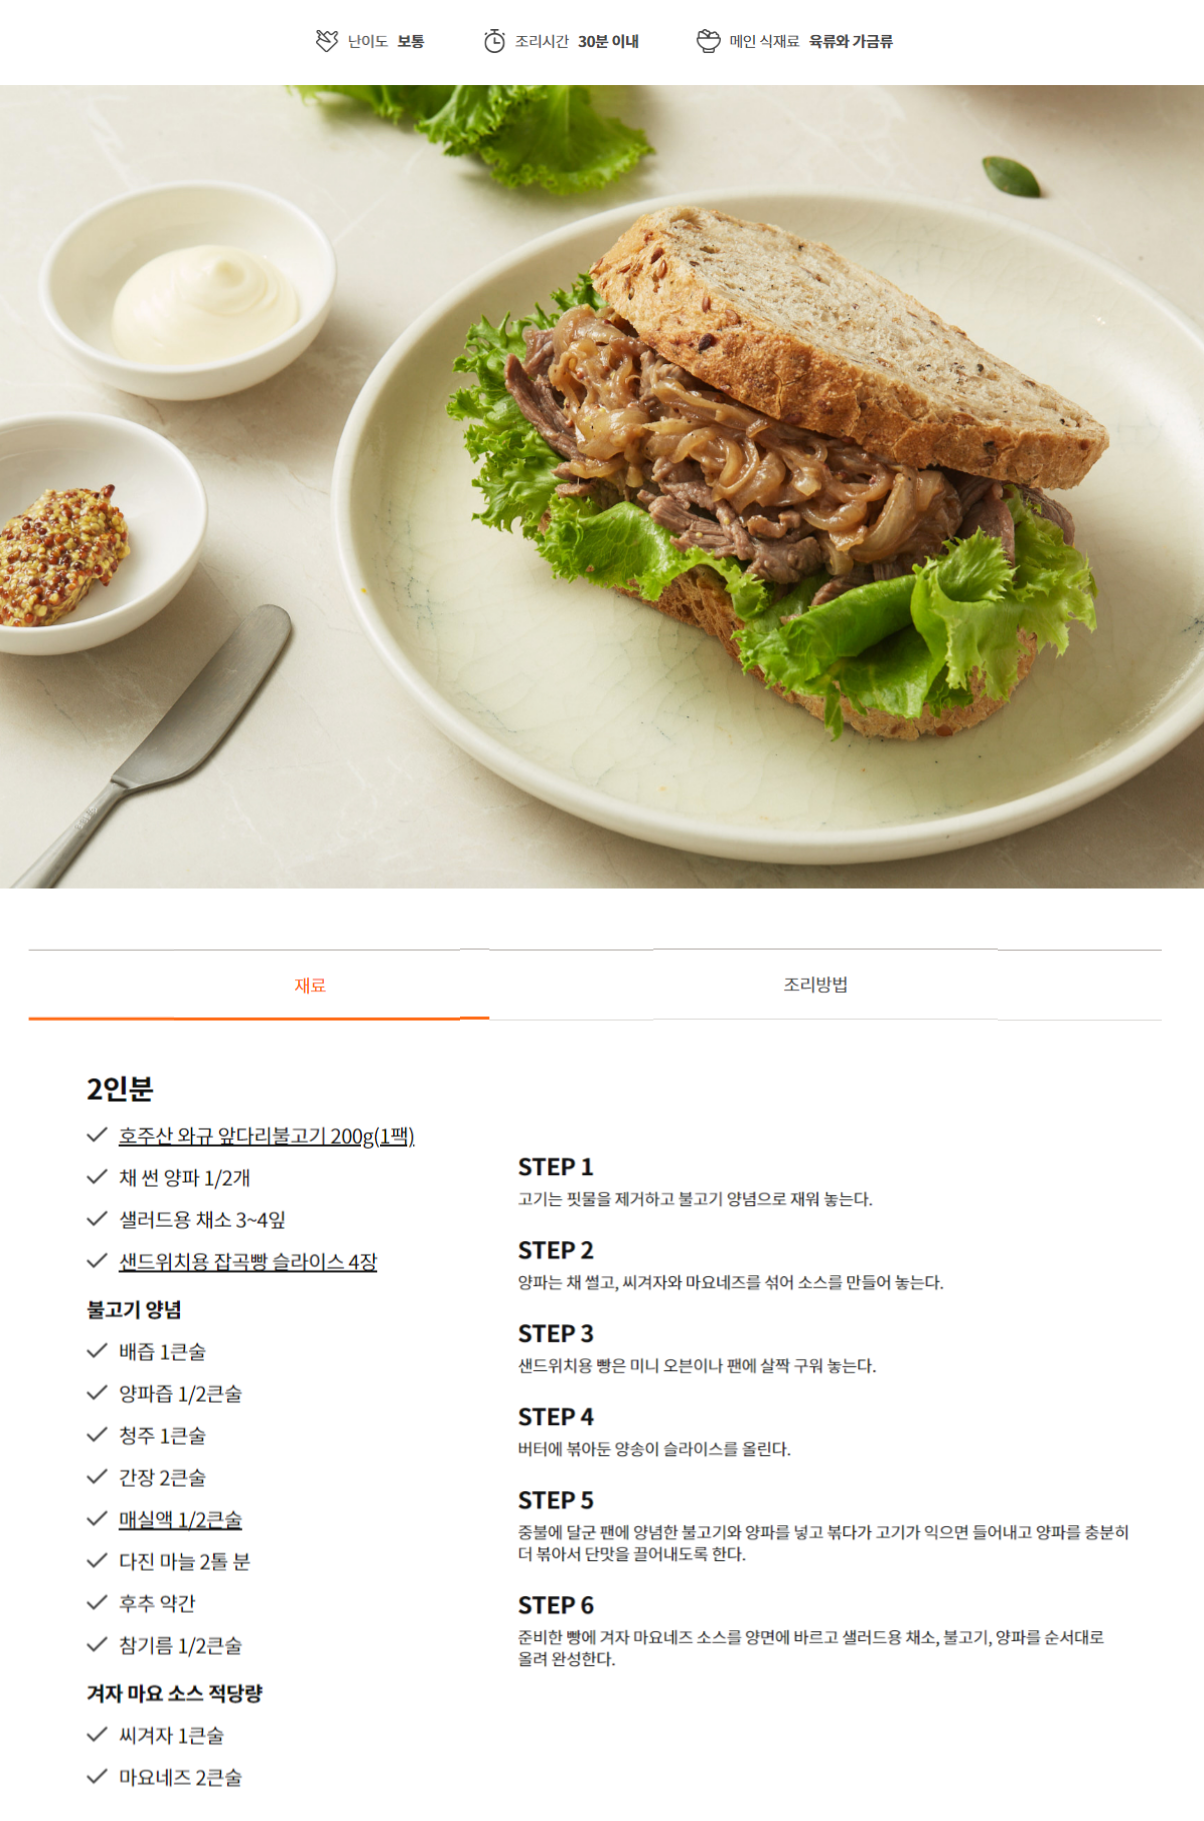 난이도 보통 조리시간 30분 이내 메인 식재료 육류와 가금류
재료 조리방법
2인분
호주산 와규 앞다리불고기 200g(1팩)
채 썬 양파 1/2개
샐러드용 채소 3~4잎
샌드위치용 잡곡빵 슬라이스 4장
불고기 양념
배즙 1큰술
양파즙 1/2큰술
청주 1큰술
간장 2큰술
매실액 1/2큰술
다진 마늘 2톨 분
후추 약간
참기름 1/2큰술
겨자 마요 소스 적당량
씨겨자 1큰술
마요네즈 2큰술
STEP 1
고기는 핏물을 제거하고 불고기 양념으로 재워 놓는다.
STEP 2
양파는 채 썰고, 씨겨자와 마요네즈를 섞어 소스를 만들어 놓는다.
STEP 3
샌드위치용 빵은 미니 오븐이나 팬에 살짝 구워 놓는다.
STEP 4
버터에 볶아둔 양송이 슬라이스를 올린다.
STEP 5
중불에 달군 팬에 양념한 불고기와 양파를 넣고 볶다가 고기가 익으면 들어내고 양파를 충분히
더 볶아서 단맛을 끌어내도록 한다.
STEP 6
준비한 빵에 겨자 마요네즈 소스를 양면에 바르고 샐러드용 채소, 불고기, 양파를 순서대로
올려 완성한다.